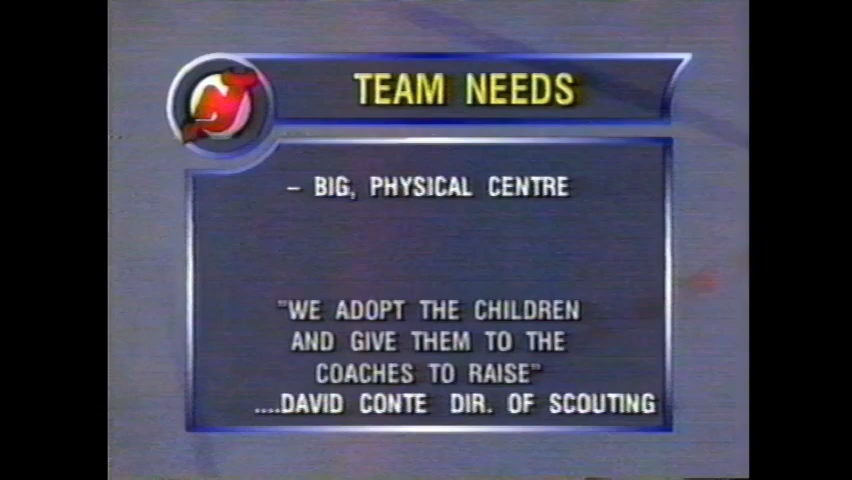 TEAM NEEDS
– BIG, PHYSICAL CENTRE
"WE ADOPT THE CHILDREN
AND GIVE THEM TO THE
COACHES TO RAISE"
....DAVID CONTE DIR. OF SCOUTING